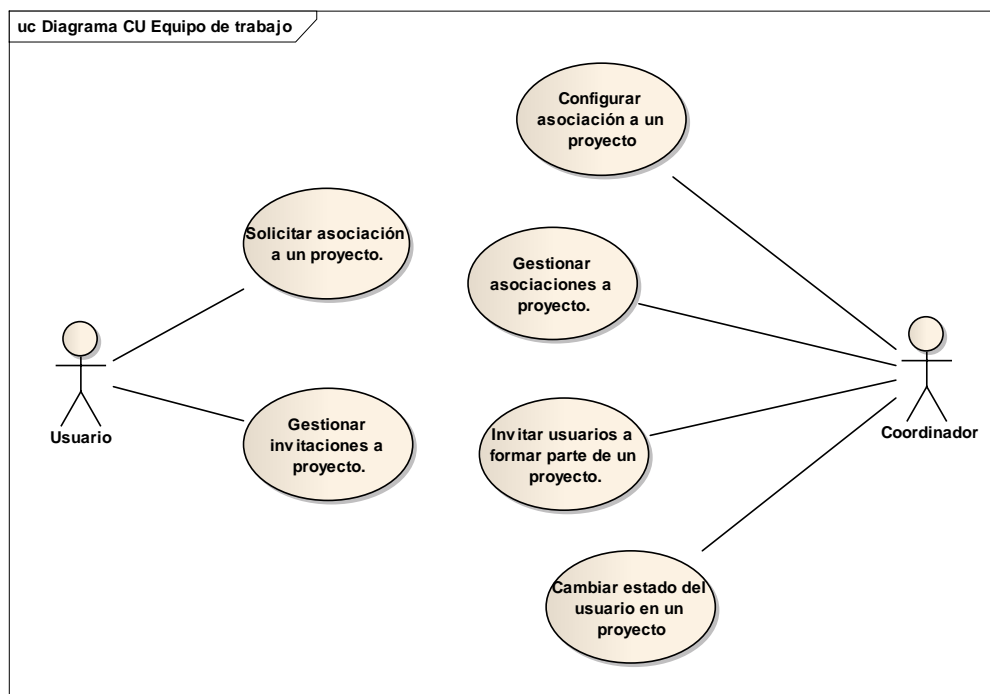 uc Diagrama CU Equipo de trabajo
Configurar
asociación a un
proyecto
Solicitar asociación
a un proyecto.
Gestionar
asociaciones a
proyecto.
Usuario
Gestionar
invitaciones a
proyecto.
Invitar usuarios a
formar parte de un
proyecto.
Coordinador
Cambiar estado del
usuario en un
proyecto